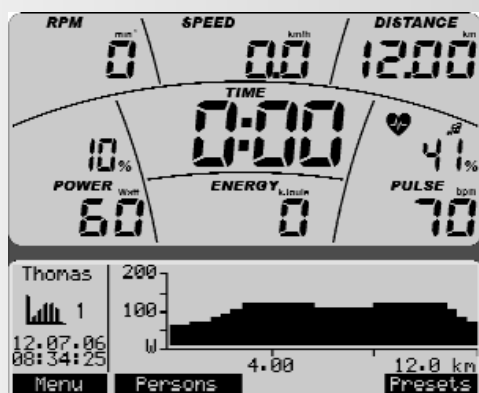 RPM SPEED DISTANCE
min⁻ km/h km
0 0.0 12.00
TIME
0:00
10% 41%
POWER Watt ENERGY kJoule PULSE bpm
60 0 70
Thomas
200
1
100
12.07.06
08:34:25
W
4.00 12.0 km
Menu Persons Presets